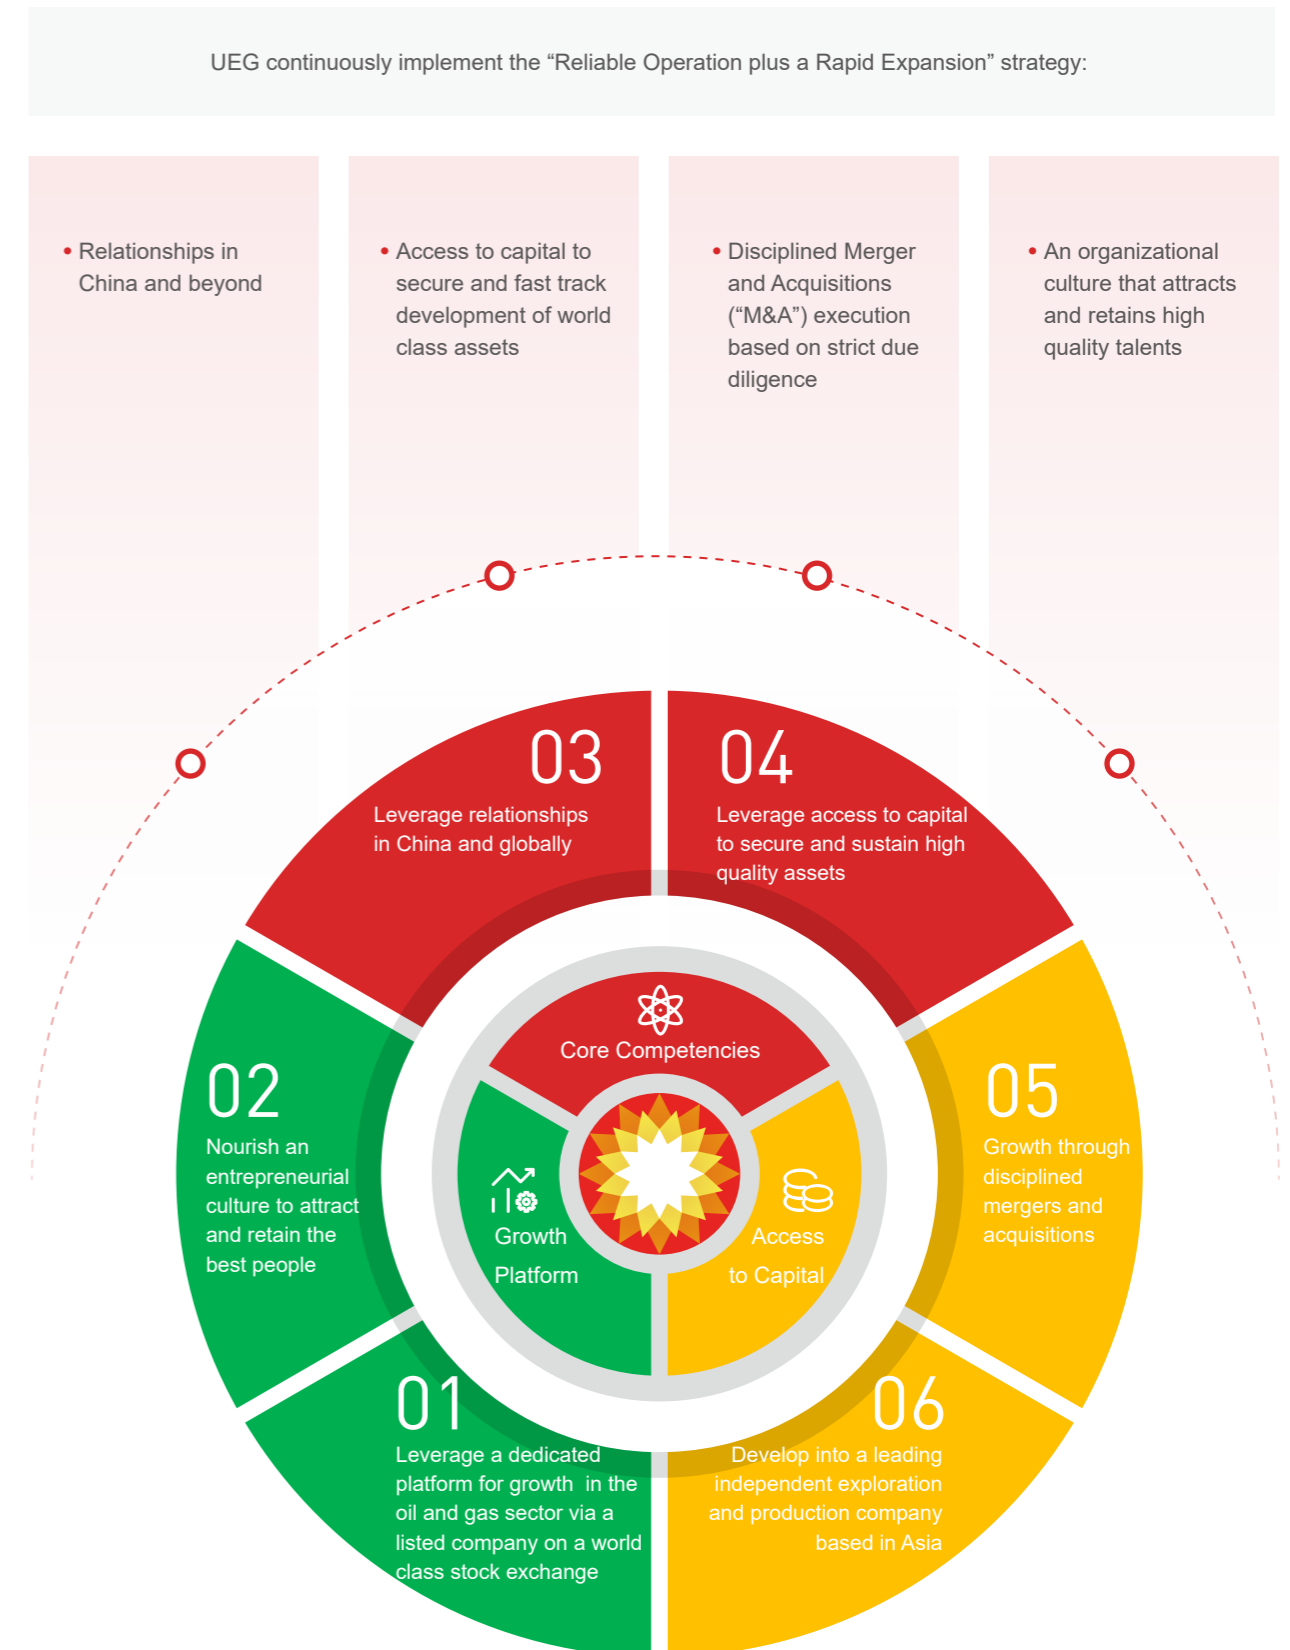 UEG continuously implement the “Reliable Operation plus a Rapid Expansion” strategy:
• Relationships in
China and beyond
• Access to capital to
secure and fast track
development of world
class assets
• Disciplined Merger
and Acquisitions
(“M&A”) execution
based on strict due
diligence
• An organizational
culture that attracts
and retains high
quality talents
03
Leverage relationships
in China and globally
04
Leverage access to capital
to secure and sustain high
quality assets
Core Competencies
02
Nourish an
entrepreneurial
culture to attract
and retain the
best people
Growth
Platform
Access
to Capital
05
Growth through
disciplined
mergers and
acquisitions
01
Leverage a dedicated
platform for growth in the
oil and gas sector via a
listed company on a world
class stock exchange
06
Develop into a leading
independent exploration
and production company
based in Asia